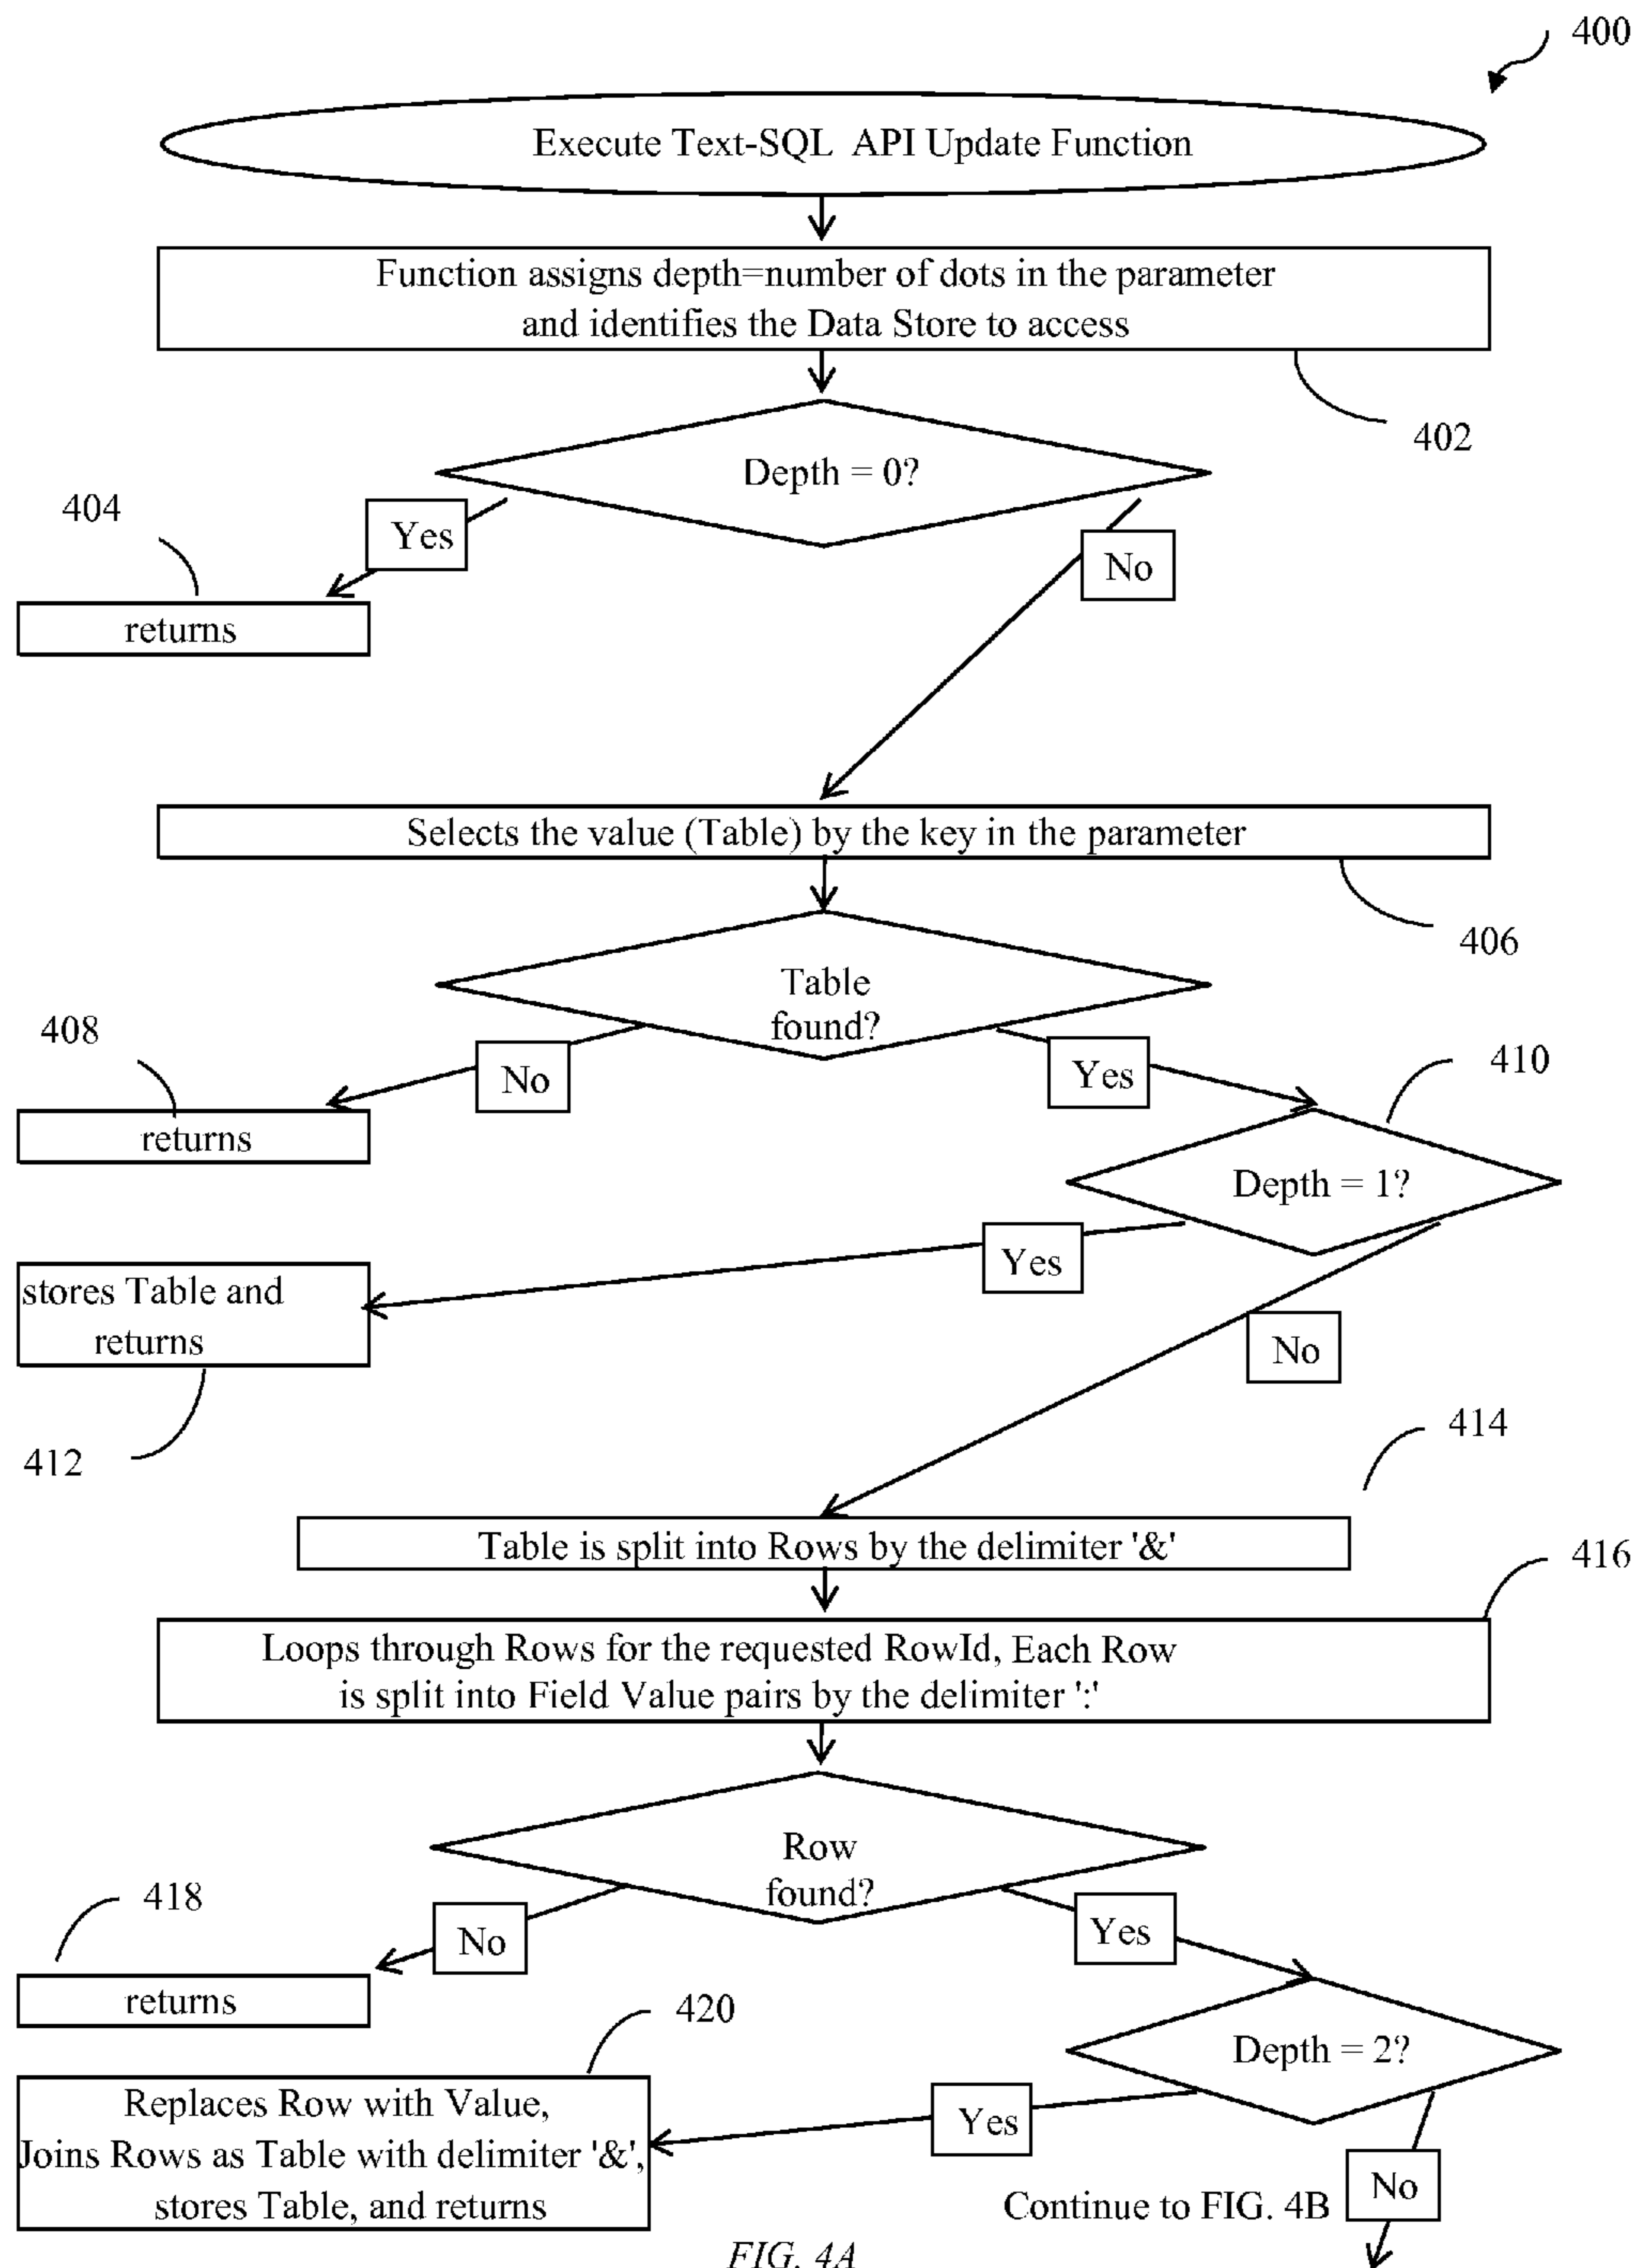 400
Execute Text-SQL API Update Function
Function assigns depth=number of dots in the parameter
and identifies the Data Store to access
402
Depth = 0?
404
Yes
No
returns
Selects the value (Table) by the key in the parameter
406
Table
found?
408
No
Yes
410
returns
Depth = 1?
Yes
stores Table and
returns
No
412
414
Table is split into Rows by the delimiter '&'
416
Loops through Rows for the requested RowId, Each Row
is split into Field Value pairs by the delimiter ':'
Row
found?
418
No
Yes
returns
420
Depth = 2?
Replaces Row with Value,
Joins Rows as Table with delimiter '&',
stores Table, and returns
Yes
No
Continue to FIG. 4B
FIG. 4A